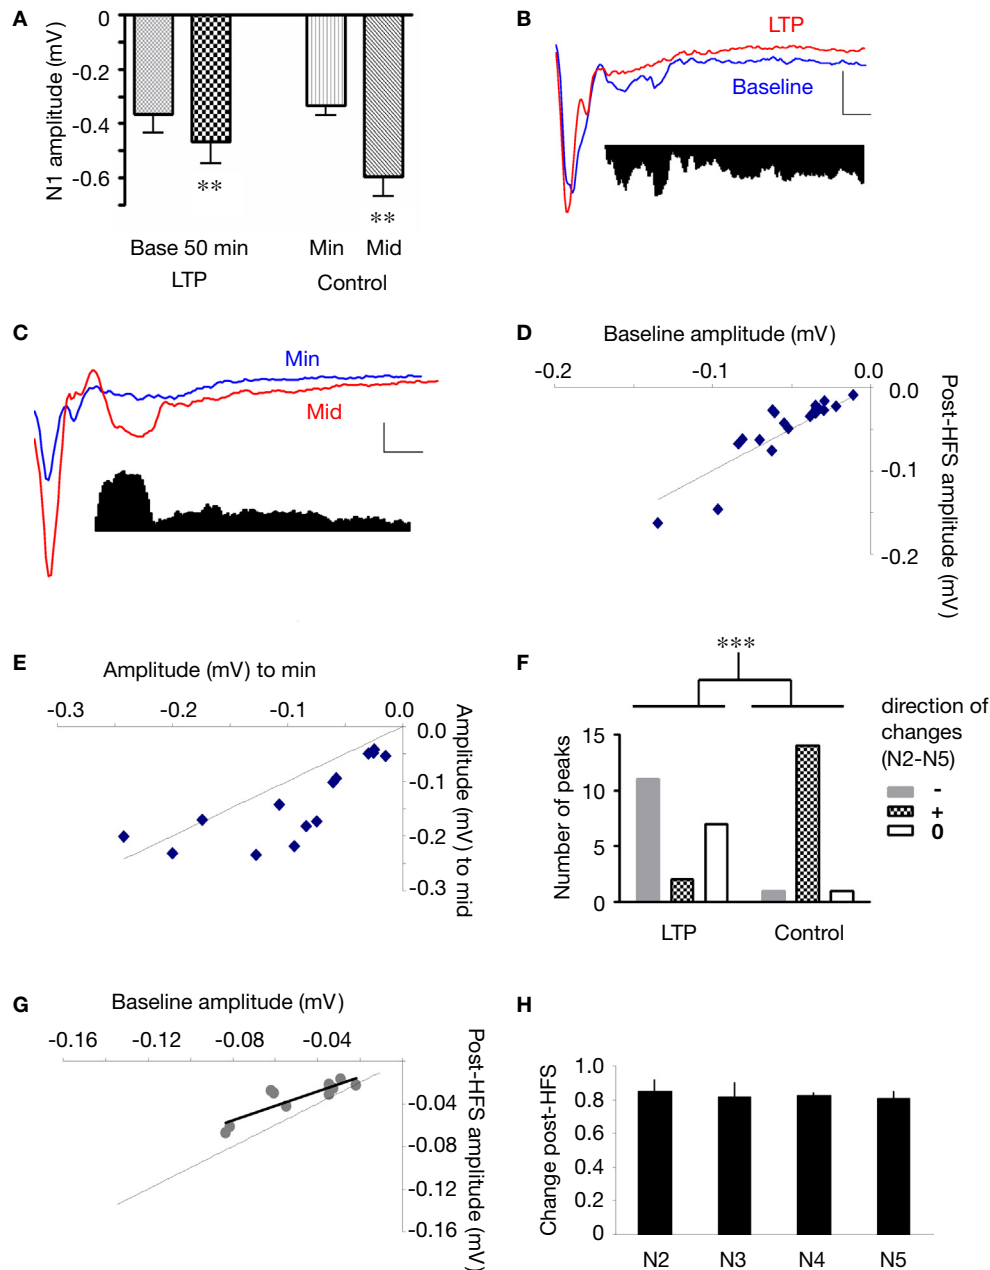 A
N1 amplitude (mV)
0
-0.2
-0.4
-0.6
**
**
Base 50 min
Min
Mid
LTP
Control
B
LTP
Baseline
C
Min
Mid
D
Baseline amplitude (mV)
-0.2
-0.1
0.0
0.0
-0.1
-0.2
Post-HFS amplitude (mV)
E
Amplitude (mV) to min
-0.3
-0.2
-0.1
0.0
0.0
-0.1
-0.2
-0.3
Amplitude (mV) to mid
F
***
Number of peaks
15
10
5
0
LTP
Control
direction of
changes
(N2-N5)
-
+
0
G
Baseline amplitude (mV)
-0.16
-0.12
-0.08
-0.04
-0.04
-0.08
-0.12
-0.16
Post-HFS amplitude (mV)
H
Change post-HFS
1.0
0.8
0.6
0.4
0.2
0
N2
N3
N4
N5